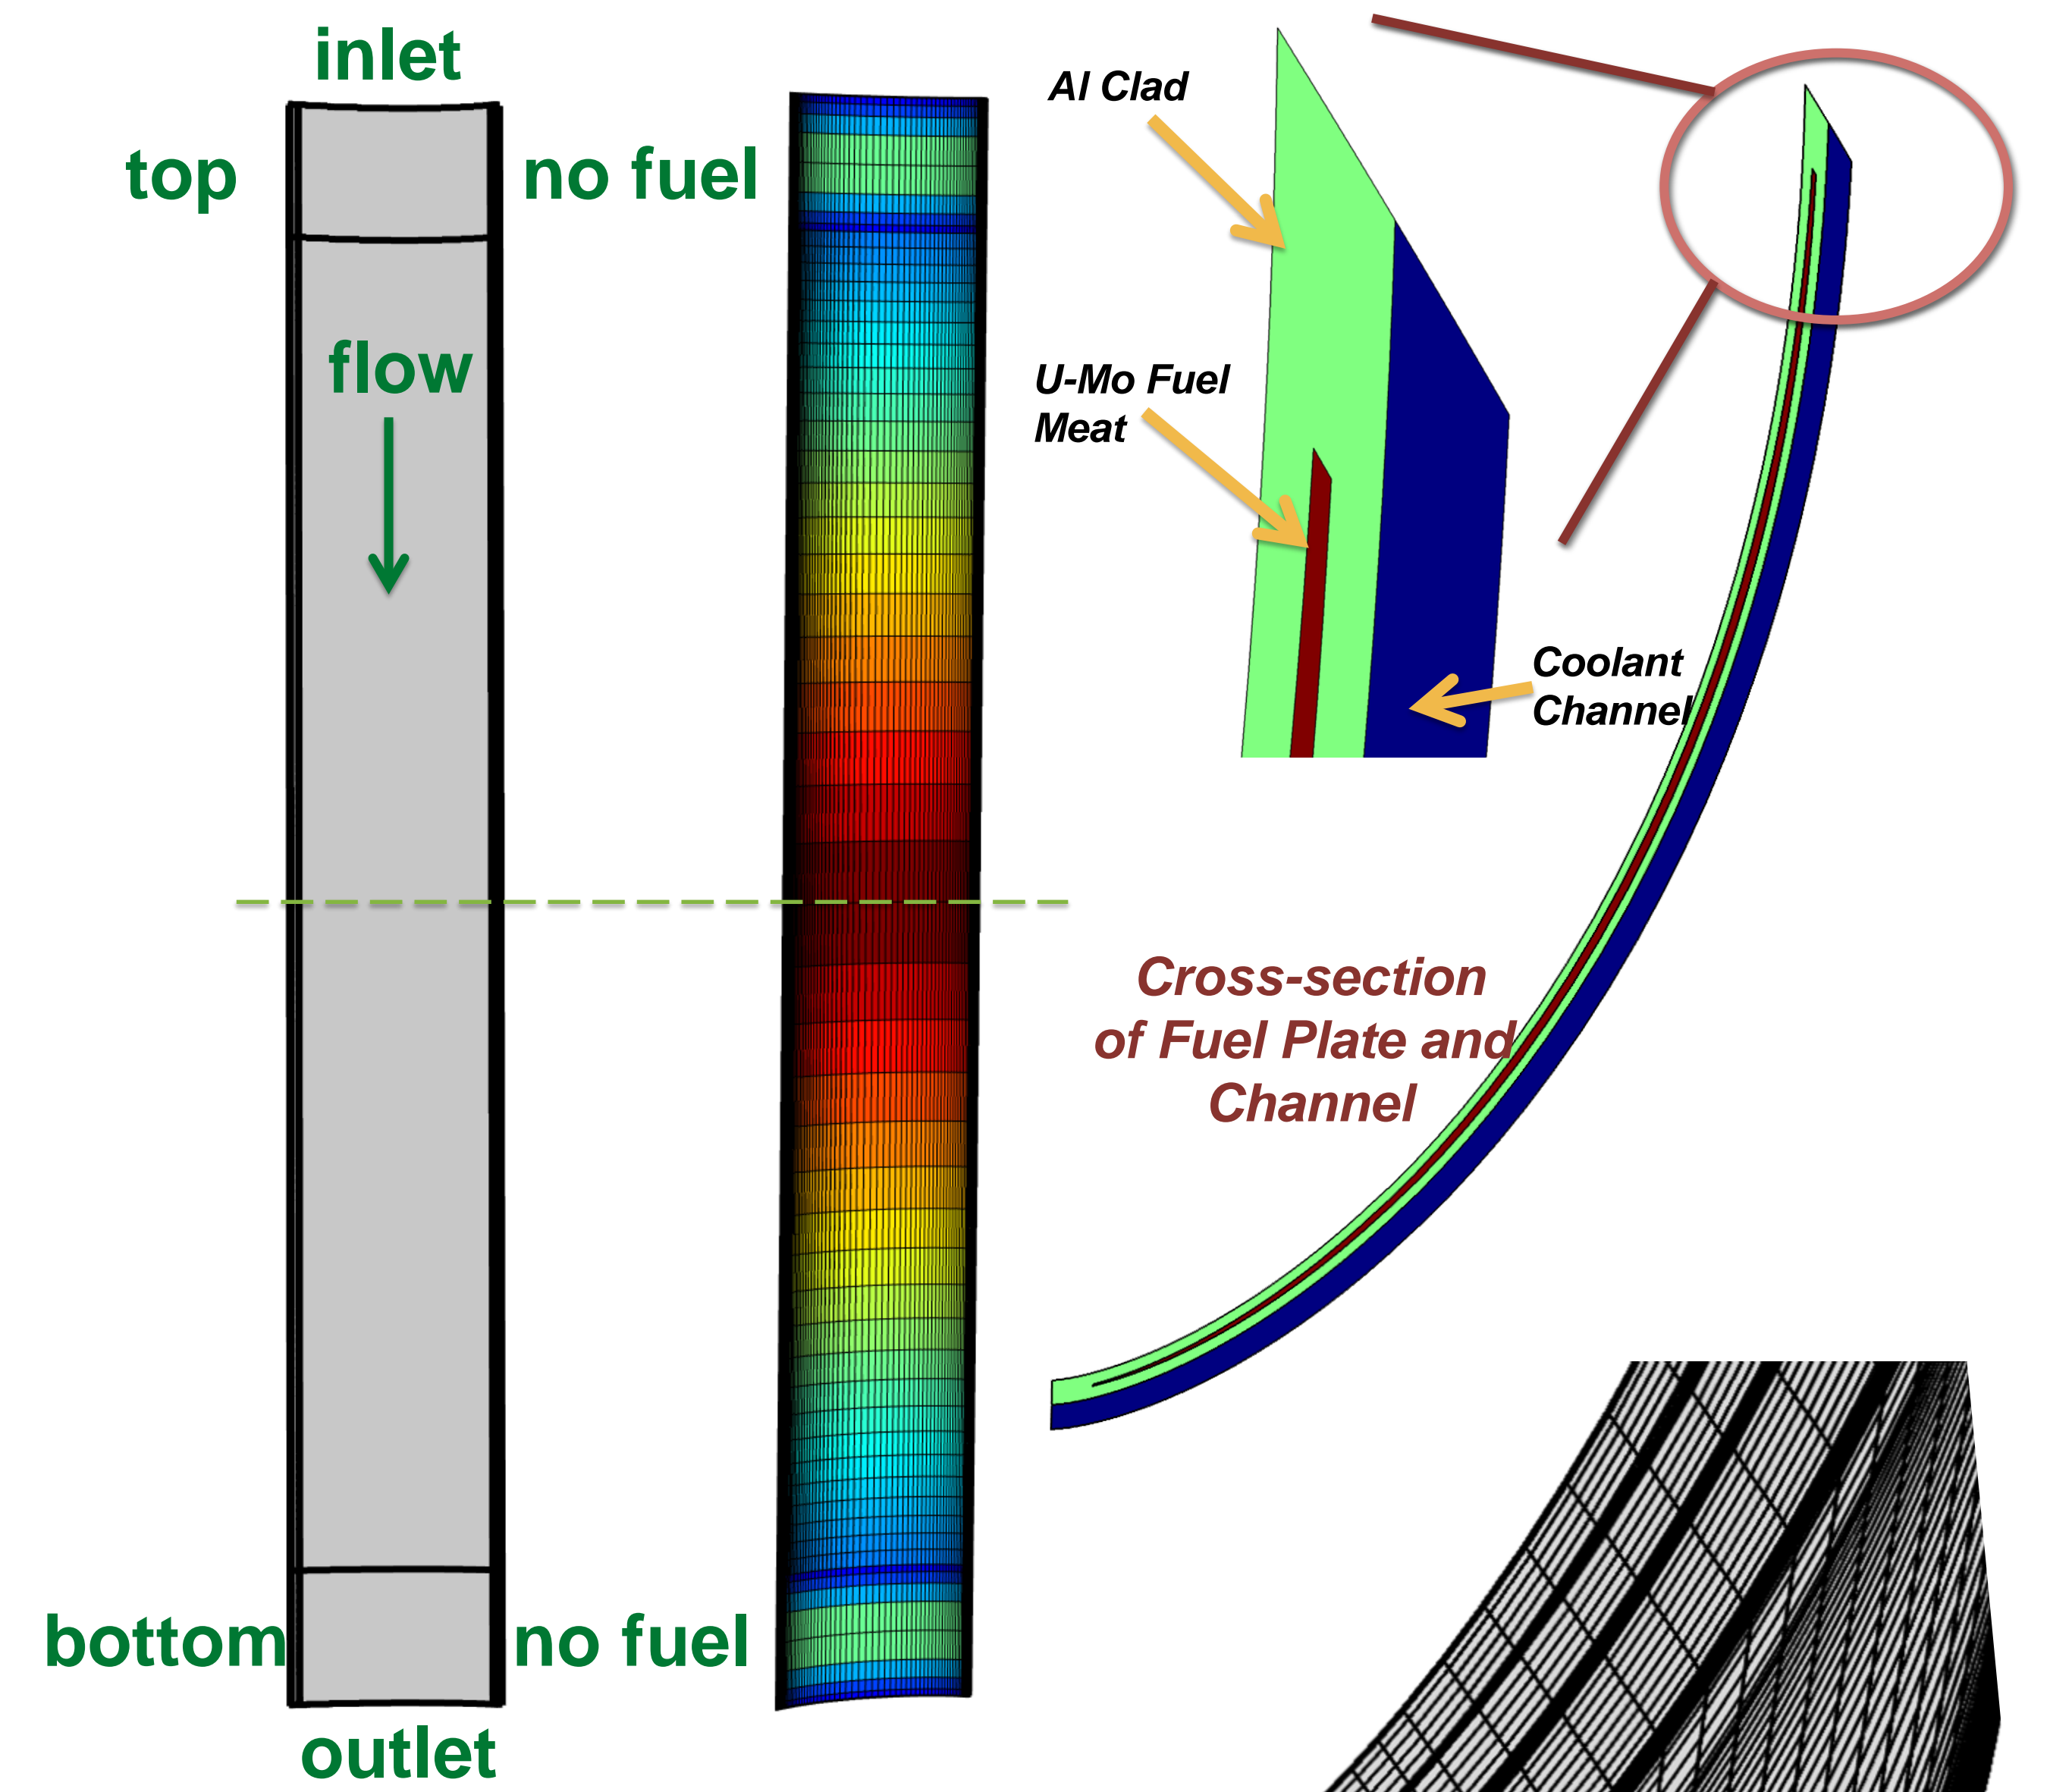 inlet
top
no fuel
flow
bottom
no fuel
outlet
Al Clad
U-Mo Fuel
Meat
Coolant
Channel
Cross-section
of Fuel Plate and
Channel